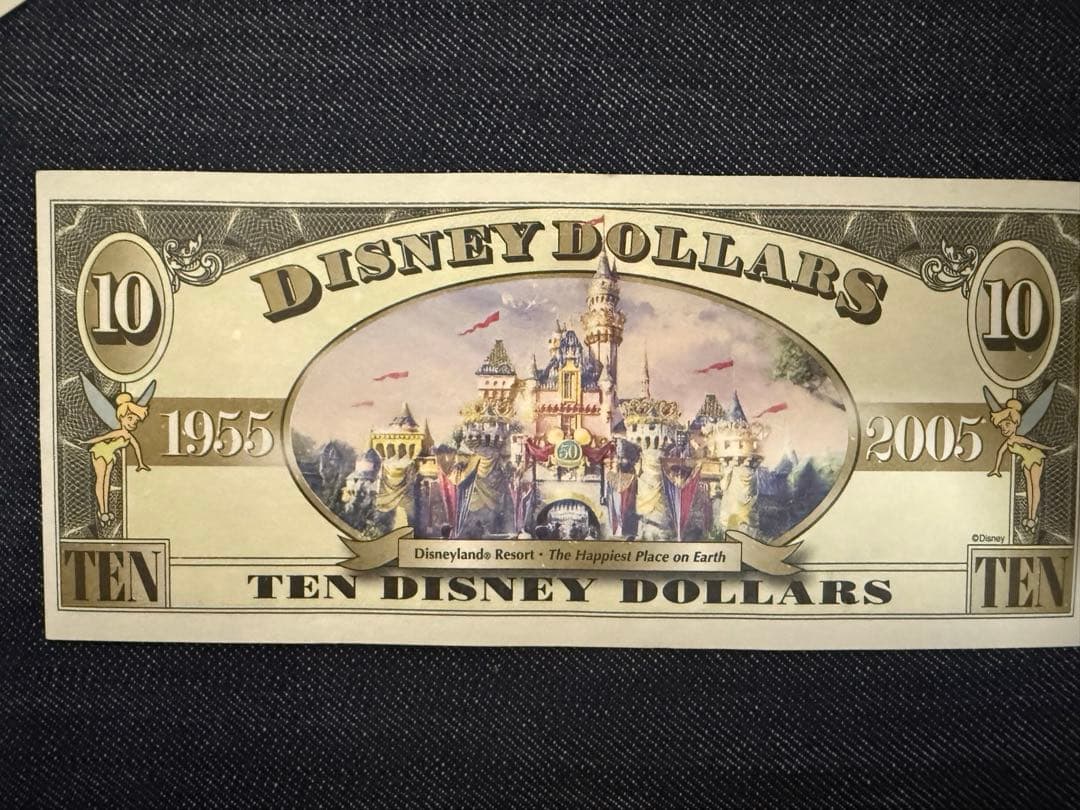 DISNEY DOLLARS
10
10
1955
50
2005
©Disney
Disneyland® Resort • The Happiest Place on Earth
TEN
TEN DISNEY DOLLARS
TEN